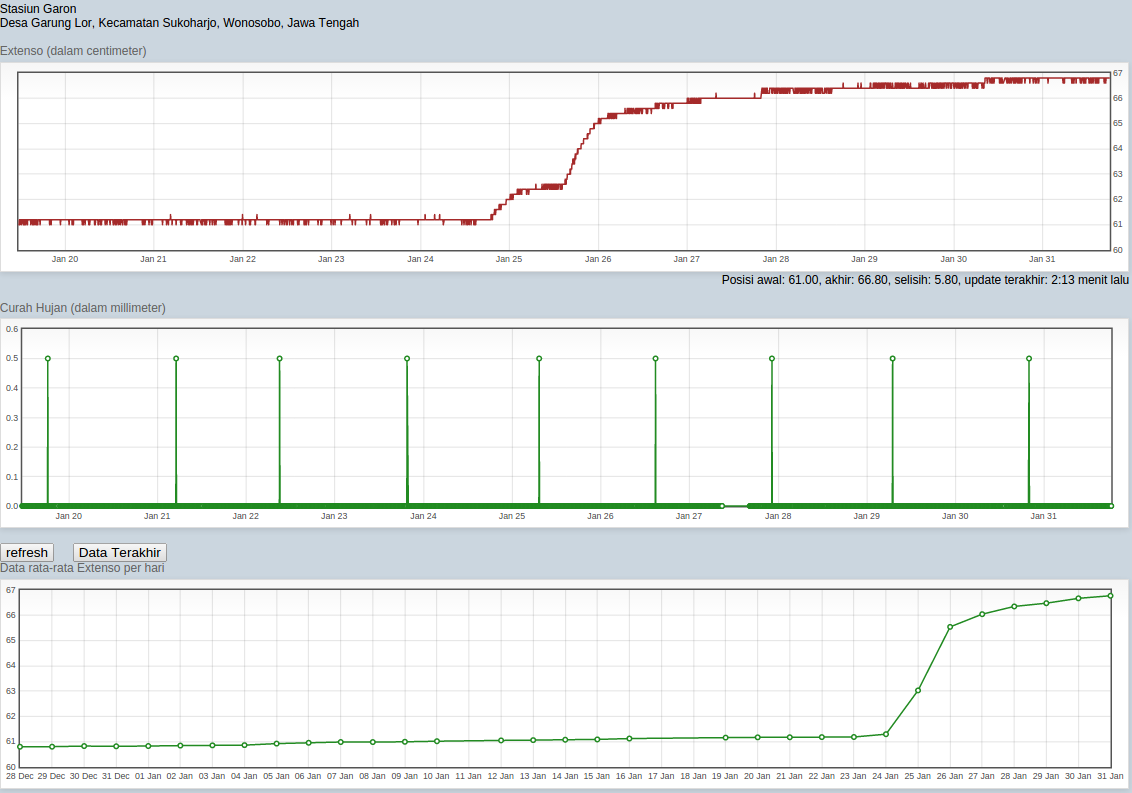 Stasiun Garon
Desa Garung Lor, Kecamatan Sukoharjo, Wonosobo, Jawa Tengah
Extenso (dalam centimeter)
67
66
65
64
63
62
61
60
Jan 20 Jan 21 Jan 22 Jan 23 Jan 24 Jan 25 Jan 26 Jan 27 Jan 28 Jan 29 Jan 30 Jan 31
Posisi awal: 61.00, akhir: 66.80, selisih: 5.80, update terakhir: 2:13 menit lalu
Curah Hujan (dalam millimeter)
0.6
0.5
0.4
0.3
0.2
0.1
0.0
Jan 20 Jan 21 Jan 22 Jan 23 Jan 24 Jan 25 Jan 26 Jan 27 Jan 28 Jan 29 Jan 30 Jan 31
refresh Data Terakhir
Data rata-rata Extenso per hari
67
66
65
64
63
62
61
60
28 Dec 29 Dec 30 Dec 31 Dec 01 Jan 02 Jan 03 Jan 04 Jan 05 Jan 06 Jan 07 Jan 08 Jan 09 Jan 10 Jan 11 Jan 12 Jan 13 Jan 14 Jan 15 Jan 16 Jan 17 Jan 18 Jan 19 Jan 20 Jan 21 Jan 22 Jan 23 Jan 24 Jan 25 Jan 26 Jan 27 Jan 28 Jan 29 Jan 30 Jan 31 Jan